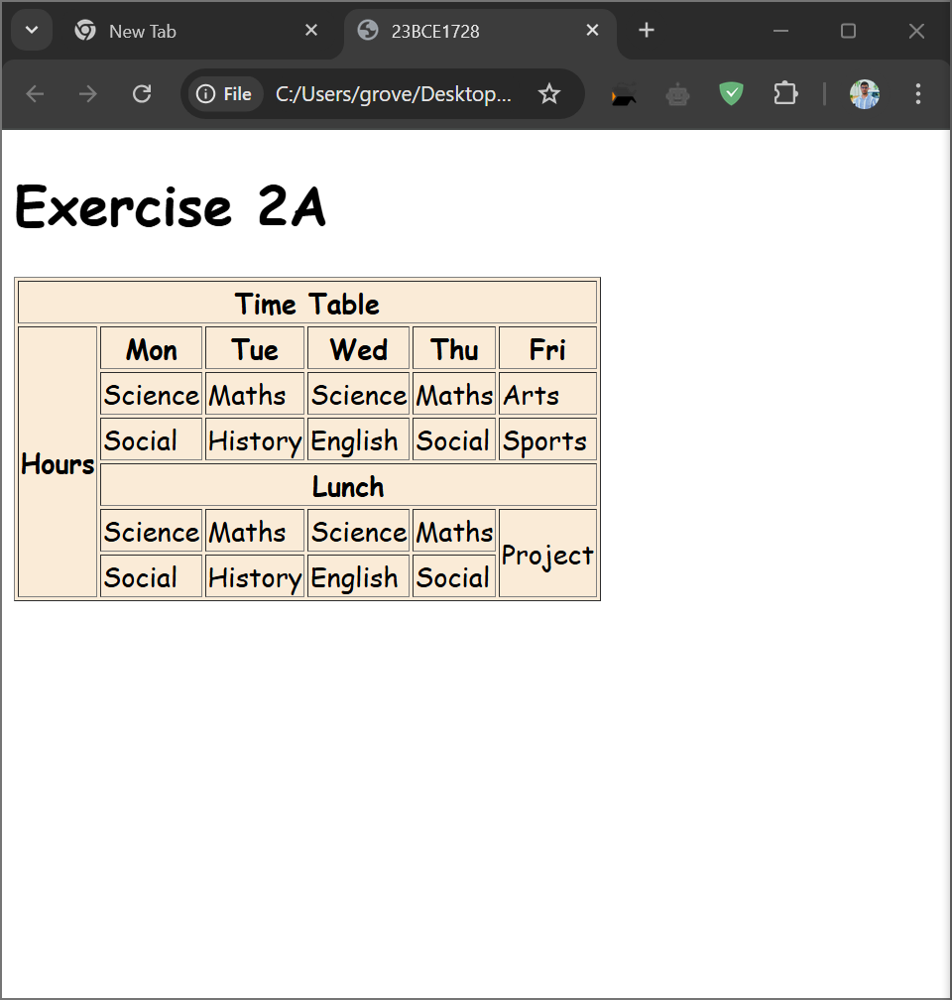 New Tab
23BCE1728
File C:/Users/grove/Desktop...
Exercise 2A
Time Table
Mon Tue Wed Thu Fri
Science Maths Science Maths Arts
Social History English Social Sports
Hours
Lunch
Science Maths Science Maths
Project
Social History English Social